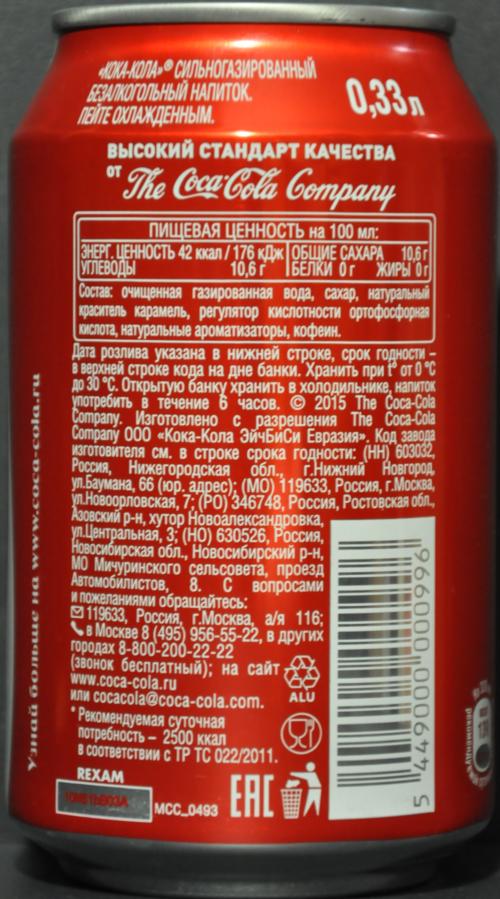 «КОКА-КОЛА»® СИЛЬНОГАЗИРОВАННЫЙ
БЕЗАЛКОГОЛЬНЫЙ НАПИТОК.
ПЕЙТЕ ОХЛАЖДЕННЫМ.
0,33л
ВЫСОКИЙ СТАНДАРТ КАЧЕСТВА
от The Coca-Cola Company
ПИЩЕВАЯ ЦЕННОСТЬ на 100 мл:
ЭНЕРГ. ЦЕННОСТЬ 42 ккал / 176 кДж
УГЛЕВОДЫ 10,6 г
ОБЩИЕ САХАРА 10,6 г
БЕЛКИ 0 г ЖИРЫ 0 г
Состав: очищенная газированная вода, сахар, натуральный
краситель карамель, регулятор кислотности ортофосфорная
кислота, натуральные ароматизаторы, кофеин.
Дата розлива указана в нижней строке, срок годности –
в верхней строке кода на дне банки. Хранить при t° от 0 °C
до 30 °C. Открытую банку хранить в холодильнике, напиток
употребить в течение 6 часов. © 2015 The Coca-Cola
Company. Изготовлено с разрешения The Coca-Cola
Company ООО «Кока-Кола ЭйчБиСи Евразия». Код завода
изготовителя см. в строке срока годности: (НН) 603032,
Россия, Нижегородская обл., г.Нижний Новгород,
ул.Баумана, 66 (юр. адрес); (МО) 119633, Россия, г.Москва,
ул.Новоорловская, 7; (РО) 346748, Россия, Ростовская обл.,
Азовский р-н, хутор Новоалександровка,
ул.Центральная, 3; (НО) 630526, Россия,
Новосибирская обл., Новосибирский р-н,
МО Мичуринского сельсовета, проезд
Автомобилистов, 8. С вопросами
и пожеланиями обращайтесь:
119633, Россия, г.Москва, а/я 116;
в Москве 8 (495) 956-55-22, в других
городах 8-800-200-22-22
(звонок бесплатный); на сайт
www.coca-cola.ru
или cocacola@coca-cola.com.
* Рекомендуемая суточная
потребность – 2500 ккал
в соответствии с ТР ТС 022/2011.
ALU
REXAM
MCC_0493
EAC
5 449000 000996
Узнай больше на www.coca-cola.ru